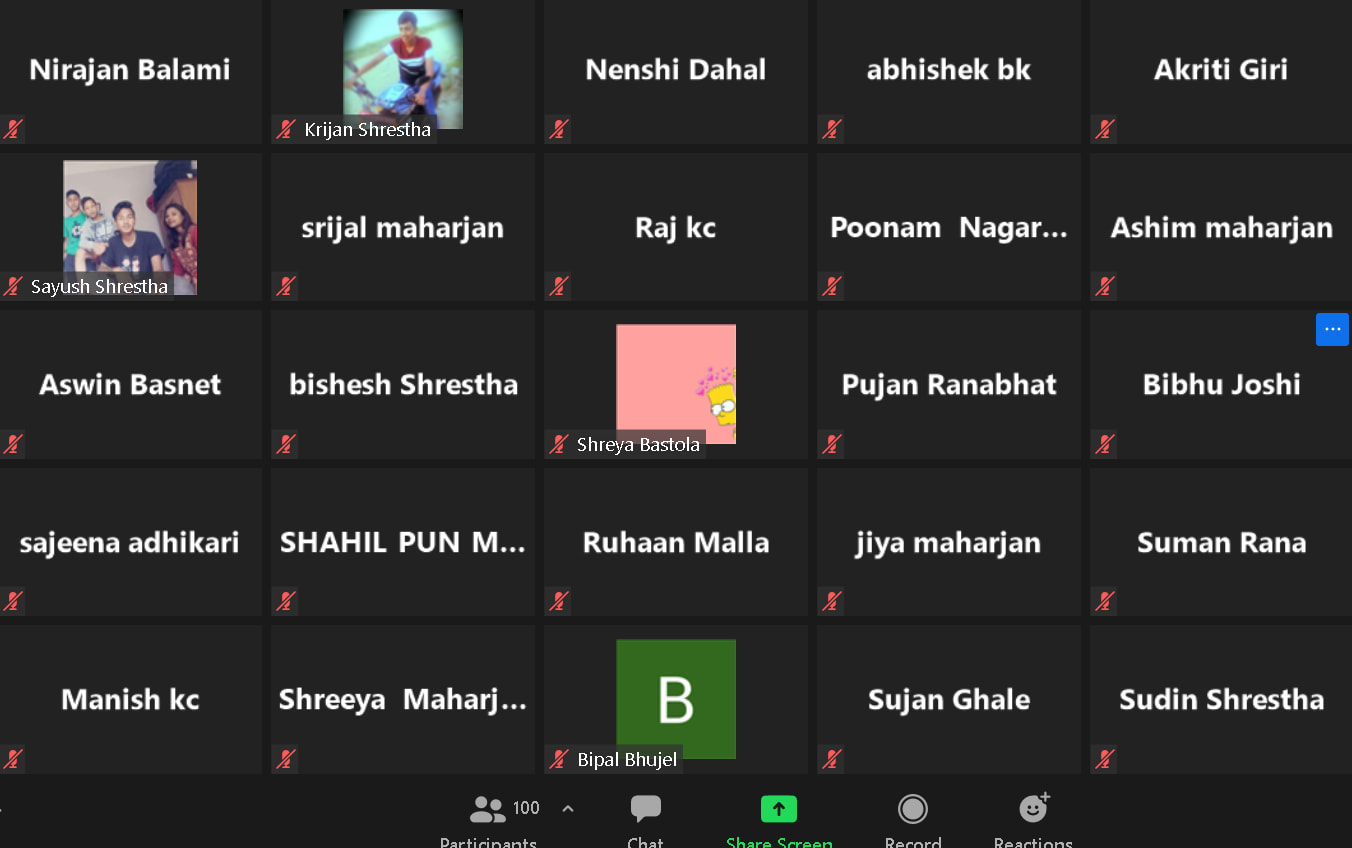 Nirajan Balami
Krijan Shrestha
Nenshi Dahal
abhishek bk
Akriti Giri
Sayush Shrestha
srijal maharjan
Raj kc
Poonam Nagar...
Ashim maharjan
Aswin Basnet
bishesh Shrestha
Shreya Bastola
Pujan Ranabhat
Bibhu Joshi
sajeena adhikari
SHAHIL PUN M...
Ruhaan Malla
jiya maharjan
Suman Rana
Manish kc
Shreeya Maharj...
B
Bipal Bhujel
Sujan Ghale
Sudin Shrestha
100
Participants
Chat
Share Screen
Record
Reactions